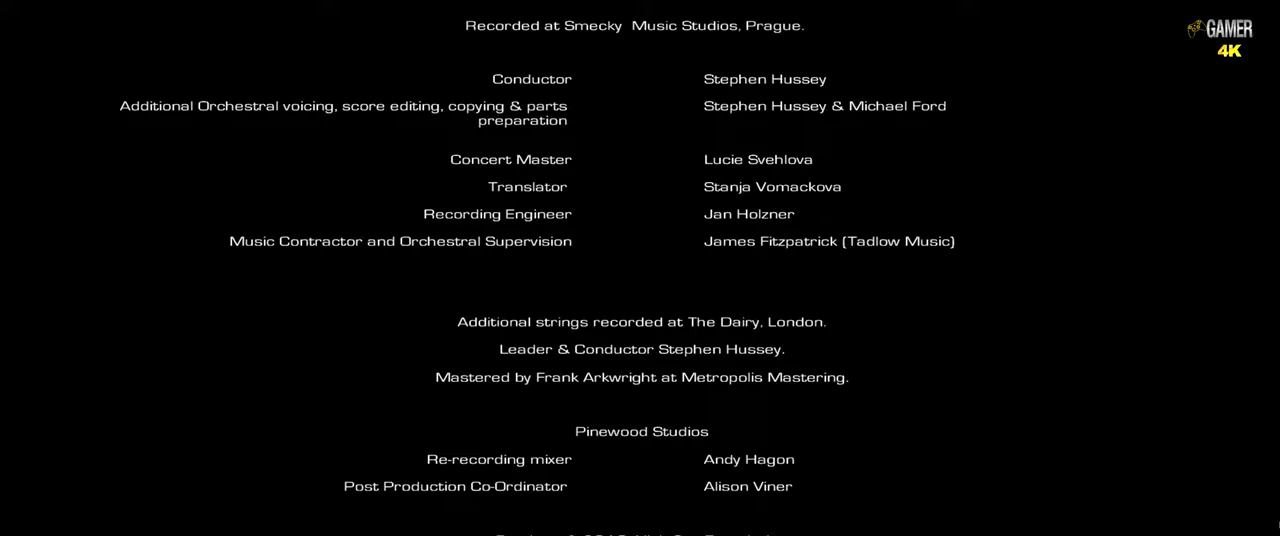 Recorded at Smecky Music Studios, Prague.
GAMER
4K
Conductor Stephen Hussey
Additional Orchestral voicing, score editing, copying & parts Stephen Hussey & Michael Ford
preparation
Concert Master Lucie Svehlova
Translator Stanja Vomackova
Recording Engineer Jan Holzner
Music Contractor and Orchestral Supervision James Fitzpatrick (Tadlow Music)
Additional strings recorded at The Dairy, London.
Leader & Conductor Stephen Hussey.
Mastered by Frank Arkwright at Metropolis Mastering.
Pinewood Studios
Re-recording mixer Andy Hagon
Post Production Co-Ordinator Alison Viner